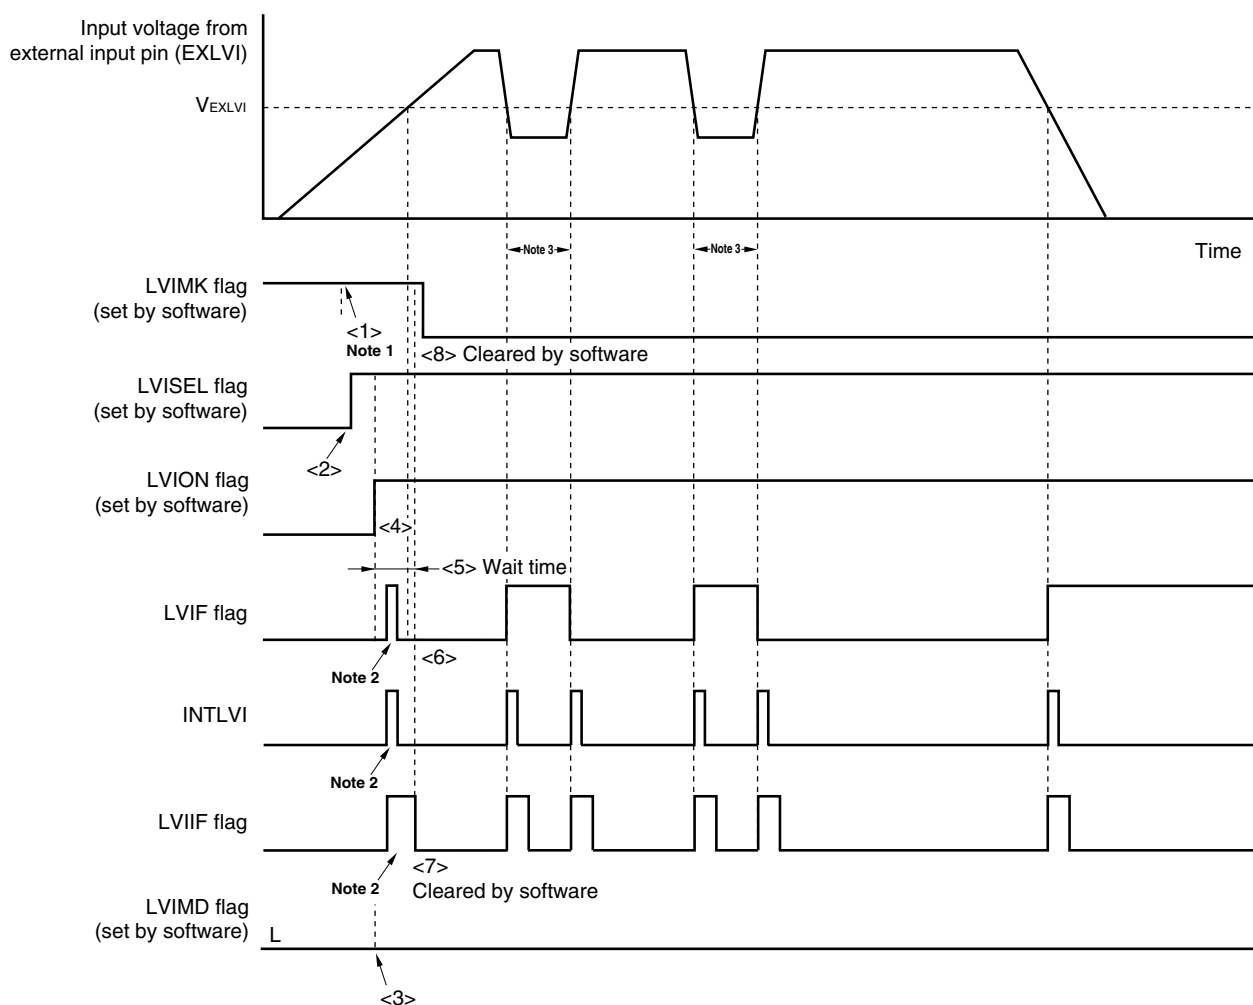 Input voltage from
external input pin (EXLVI)
VEXLVI
Note 3
Note 3
Time
LVIMK flag
(set by software)
<1>
Note 1
<8> Cleared by software
LVISEL flag
(set by software)
<2>
LVION flag
(set by software)
<4>
<5> Wait time
LVIF flag
Note 2
<6>
INTLVI
Note 2
LVIIF flag
Note 2
<7>
Cleared by software
LVIMD flag
(set by software)
L
<3>